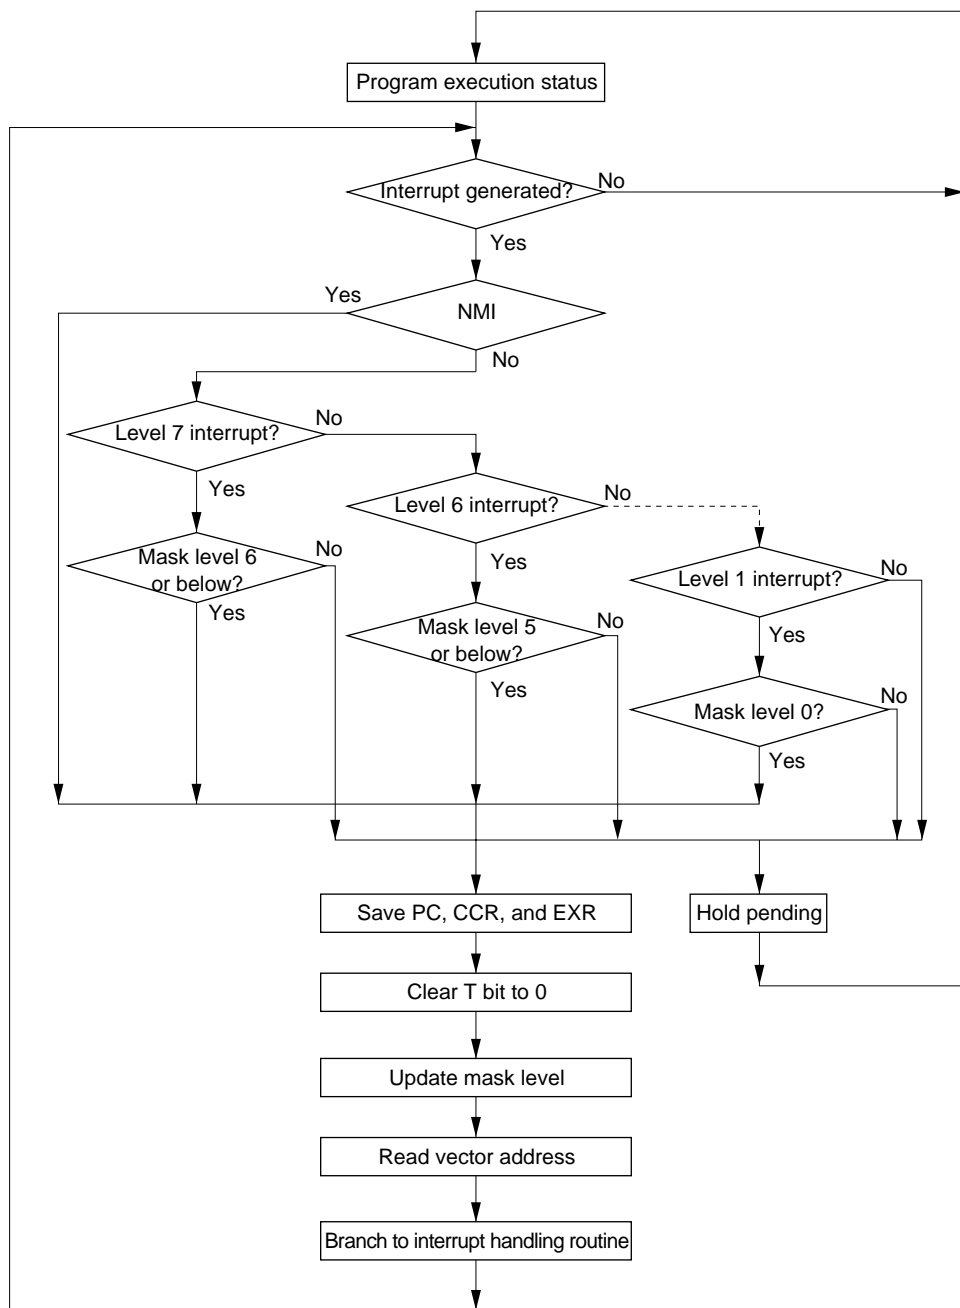 Program execution status
Interrupt generated?
No
Yes
Yes
NMI
No
Level 7 interrupt?
No
Yes
Level 6 interrupt?
No
Mask level 6
or below?
No
Yes
Yes
Level 1 interrupt?
No
Mask level 5
or below?
No
Yes
Yes
Mask level 0?
No
Yes
Save PC, CCR, and EXR
Hold pending
Clear T bit to 0
Update mask level
Read vector address
Branch to interrupt handling routine